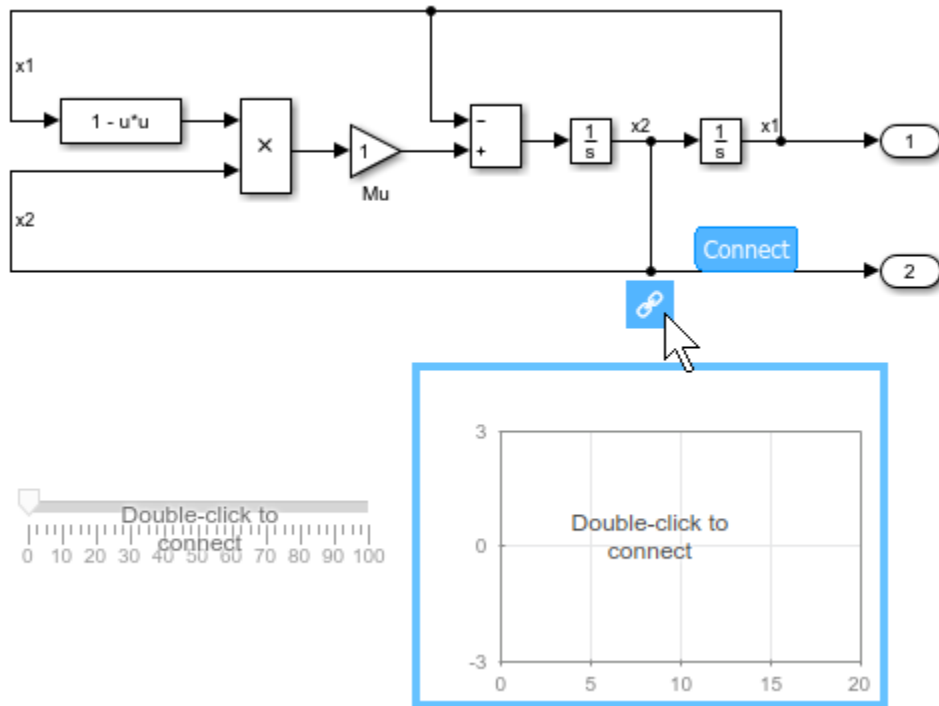 x1
1 - u*u
×
1
Mu
−
+
1
s
x2
1
s
x1
1
x2
Connect
2
Double-click to
connect
0 10 20 30 40 50 60 70 80 90 100
3
Double-click to
connect
0
-3
0 5 10 15 20